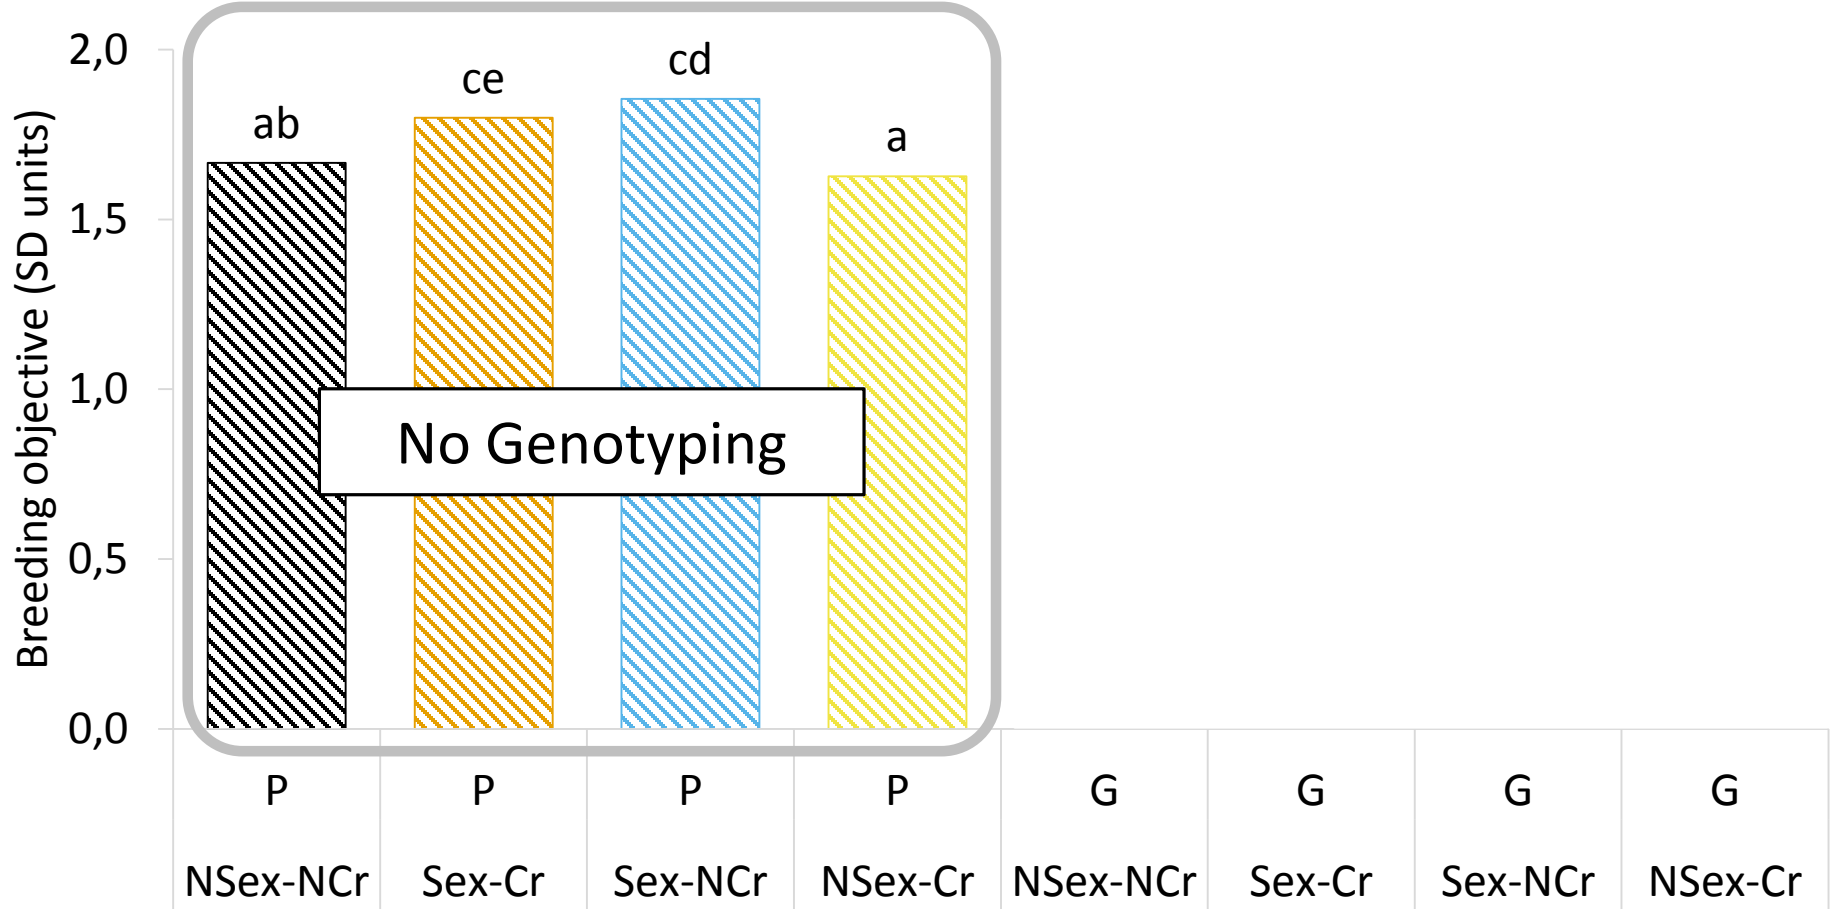 Breeding objective (SD units)
2,0
1,5
1,0
0,5
0,0
ab
ce
cd
a
No Genotyping
P P P P G G G G
NSex-NCr Sex-Cr Sex-NCr NSex-Cr NSex-NCr Sex-Cr Sex-NCr NSex-Cr